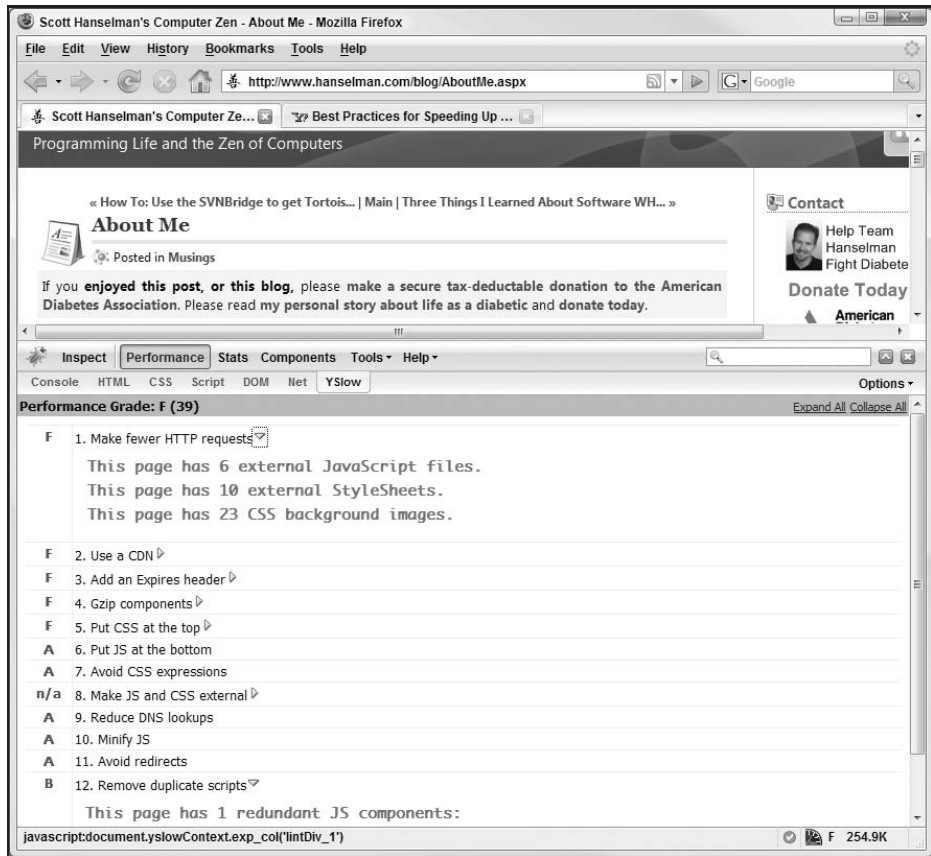 Scott Hanselman's Computer Zen - About Me - Mozilla Firefox
File Edit View History Bookmarks Tools Help
http://www.hanselman.com/blog/AboutMe.aspx
G Google
Scott Hanselman's Computer Ze...
Best Practices for Speeding Up ...
Programming Life and the Zen of Computers
« How To: Use the SVNBridge to get Tortois... | Main | Three Things I Learned About Software WH... »
About Me
Posted in Musings
If you enjoyed this post, or this blog, please make a secure tax-deductable donation to the American
Diabetes Association. Please read my personal story about life as a diabetic and donate today.
Contact
Help Team
Hanselman
Fight Diabete
Donate Today
American
Inspect Performance Stats Components Tools Help
Console HTML CSS Script DOM Net YSlow Options
Performance Grade: F (39) Expand All Collapse All
F 1. Make fewer HTTP requests
This page has 6 external JavaScript files.
This page has 10 external StyleSheets.
This page has 23 CSS background images.
F 2. Use a CDN
F 3. Add an Expires header
F 4. Gzip components
F 5. Put CSS at the top
A 6. Put JS at the bottom
A 7. Avoid CSS expressions
n/a 8. Make JS and CSS external
A 9. Reduce DNS lookups
A 10. Minify JS
A 11. Avoid redirects
B 12. Remove duplicate scripts
This page has 1 redundant JS components:
javascript:document.yslowContext.exp_col('lintDiv_1') F 254.9K